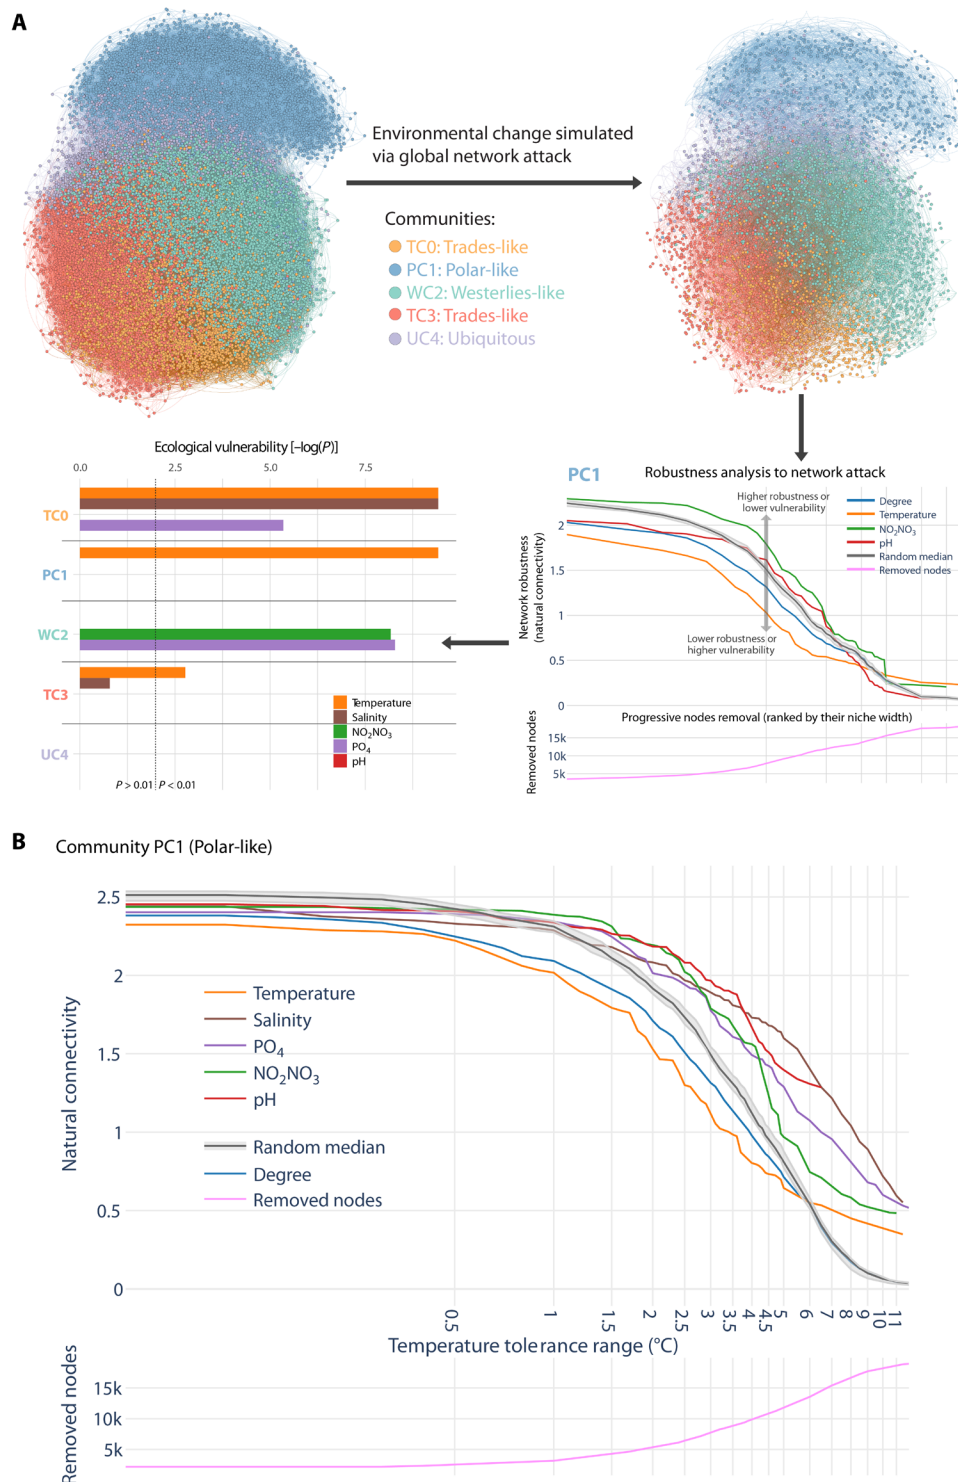 A
Environmental change simulated
via global network attack
Communities:
TC0: Trades-like
PC1: Polar-like
WC2: Westerlies-like
TC3: Trades-like
UC4: Ubiquitous
Ecological vulnerability [–log(P)]
0.0 2.5 5.0 7.5
TC0
PC1
WC2
TC3
UC4
Temperature
Salinity
NO2NO3
PO4
pH
P > 0.01 P < 0.01
PC1
Robustness analysis to network attack
Higher robustness or
lower vulnerability
Degree
Temperature
NO2NO3
pH
Random median
Removed nodes
Network robustness
(natural connectivity)
2
1.5
1
0.5
0
Lower robustness or
higher vulnerability
Progressive nodes removal (ranked by their niche width)
Removed nodes
15k
10k
5k
B
Community PC1 (Polar-like)
Natural connectivity
2.5
2
1.5
1
0.5
0
Temperature
Salinity
PO4
NO2NO3
pH
Random median
Degree
Removed nodes
0.5 1 1.5 2 2.5 3 3.5 4 4.5 5 6 7 8 9 10 11
Temperature tolerance range (°C)
Removed nodes
15k
10k
5k